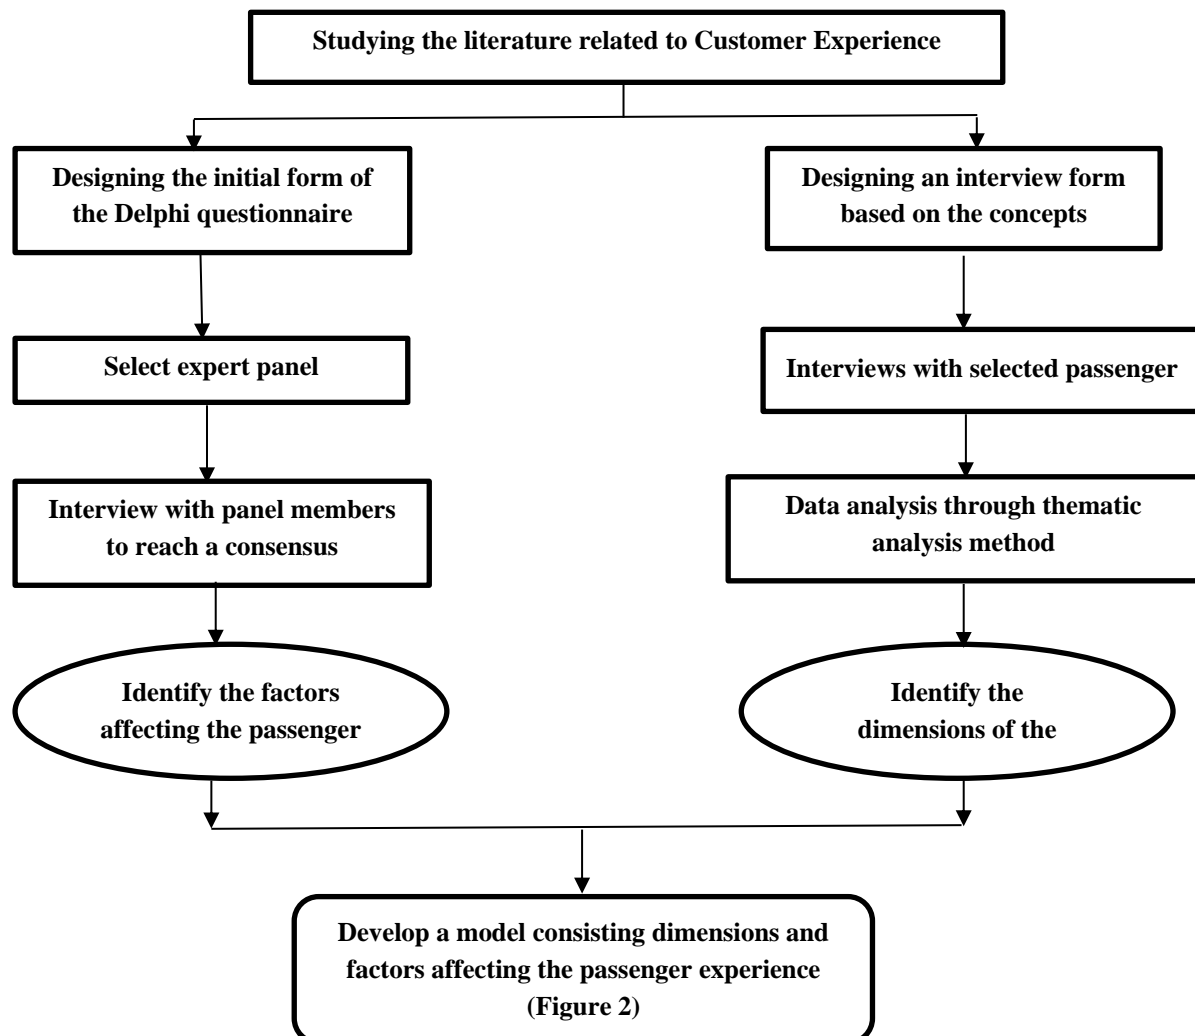 Studying the literature related to Customer Experience
Designing the initial form of
the Delphi questionnaire
Designing an interview form
based on the concepts
Select expert panel
Interviews with selected passenger
Interview with panel members
to reach a consensus
Data analysis through thematic
analysis method
Identify the factors
affecting the passenger
Identify the
dimensions of the
Develop a model consisting dimensions and
factors affecting the passenger experience
(Figure 2)